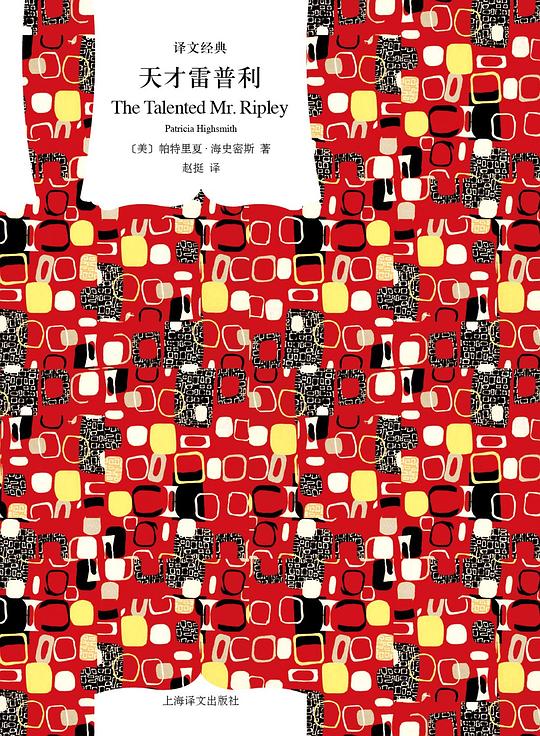 译文经典
天才雷普利
The Talented Mr. Ripley
Patricia Highsmith
〔美〕帕特里夏·海史密斯 著
赵挺 译
上海译文出版社